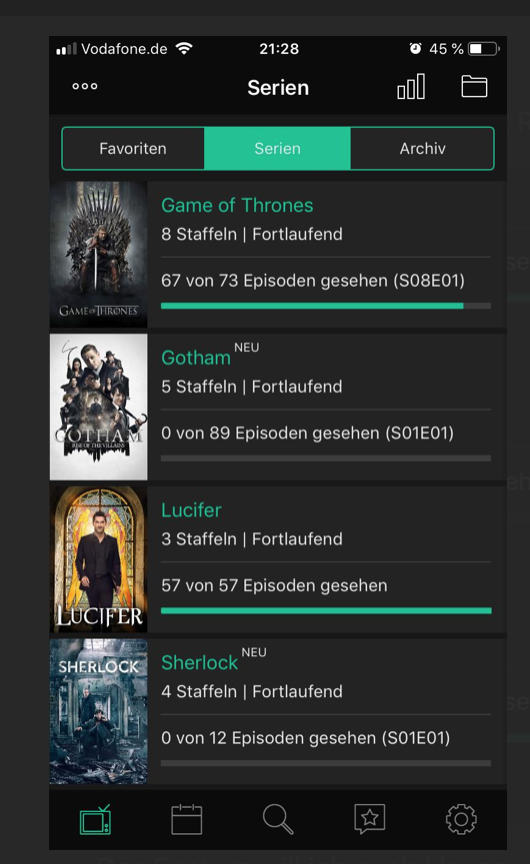 Vodafone.de 21:28 45 %
Serien
Favoriten Serien Archiv
GAME OF THRONES
Game of Thrones
8 Staffeln | Fortlaufend
67 von 73 Episoden gesehen (S08E01)
GOTHAM
RISE OF THE VILLAINS
Gotham NEU
5 Staffeln | Fortlaufend
0 von 89 Episoden gesehen (S01E01)
LUCIFER
Lucifer
3 Staffeln | Fortlaufend
57 von 57 Episoden gesehen
SHERLOCK
Sherlock NEU
4 Staffeln | Fortlaufend
0 von 12 Episoden gesehen (S01E01)